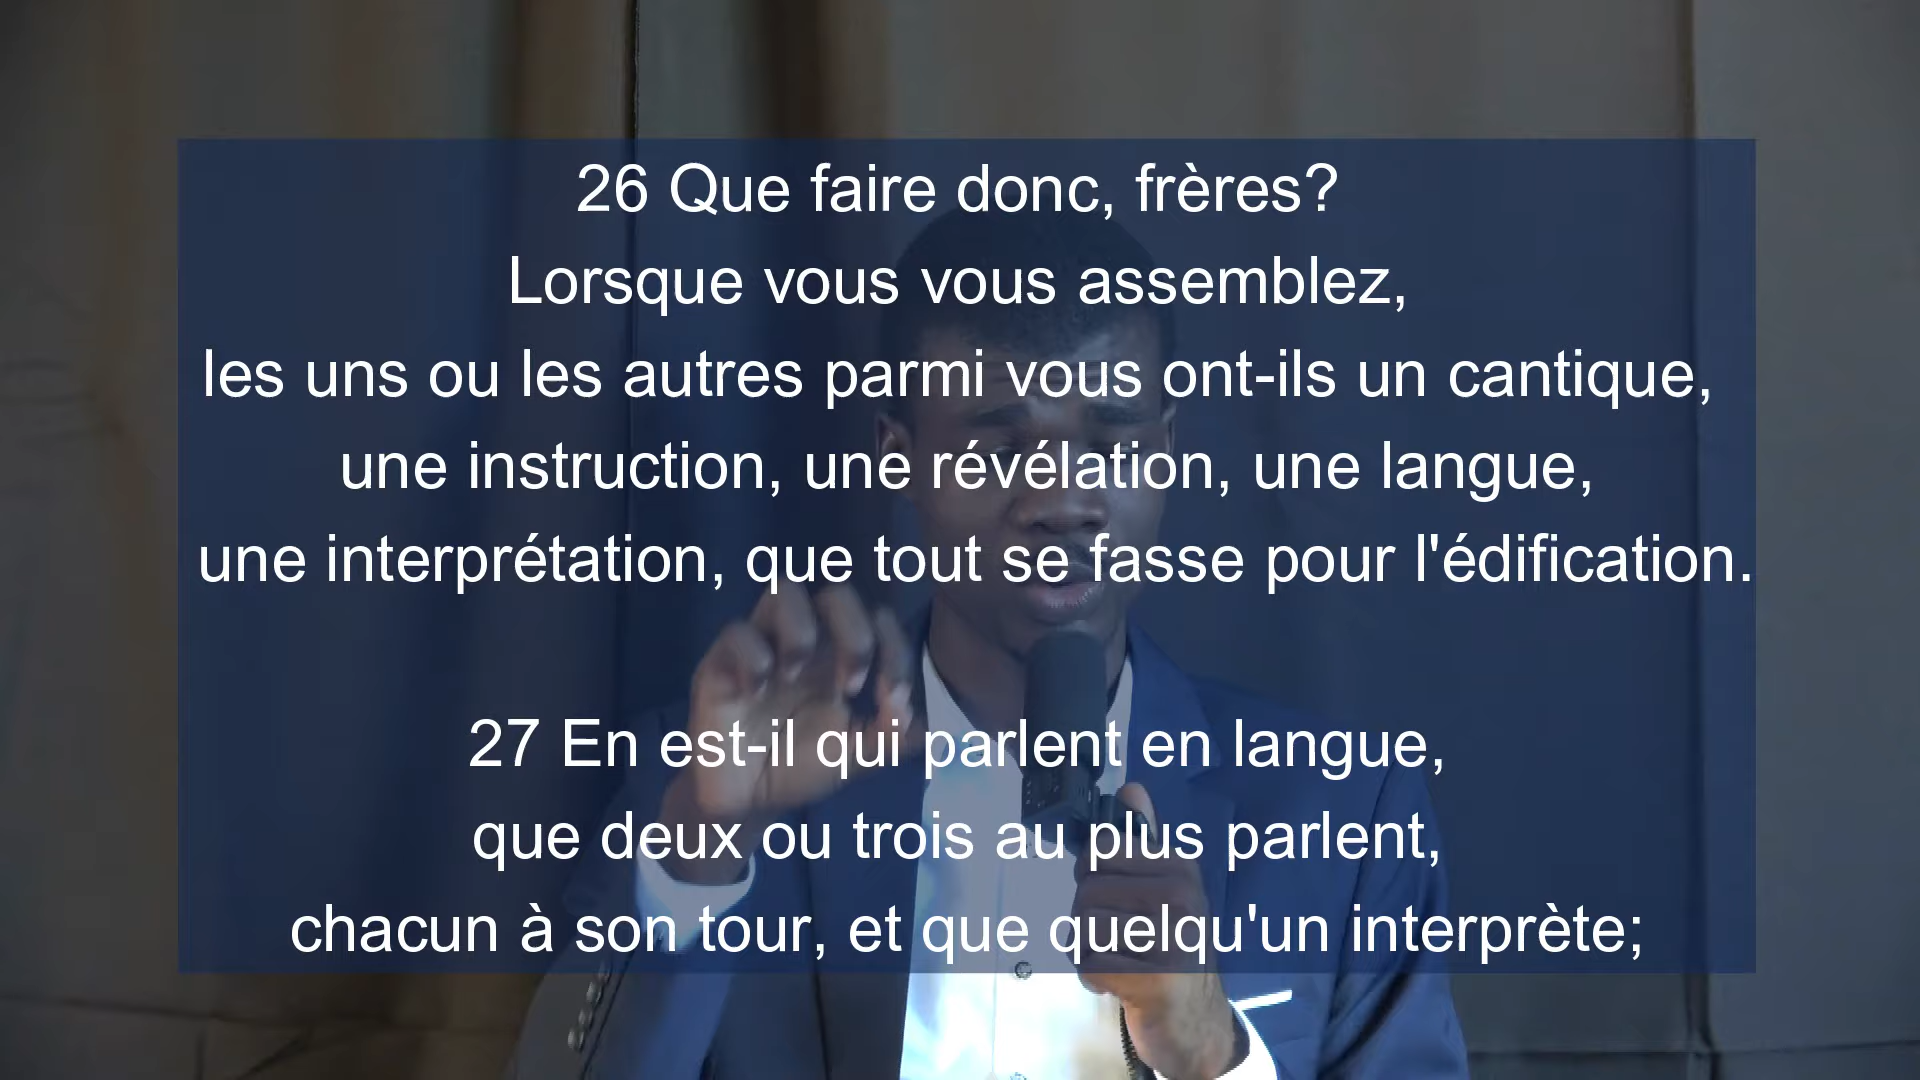 26 Que faire donc, frères?
Lorsque vous vous assemblez,
les uns ou les autres parmi vous ont-ils un cantique,
une instruction, une révélation, une langue,
une interprétation, que tout se fasse pour l'édification.
27 En est-il qui parlent en langue,
que deux ou trois au plus parlent,
chacun à son tour, et que quelqu'un interprète;